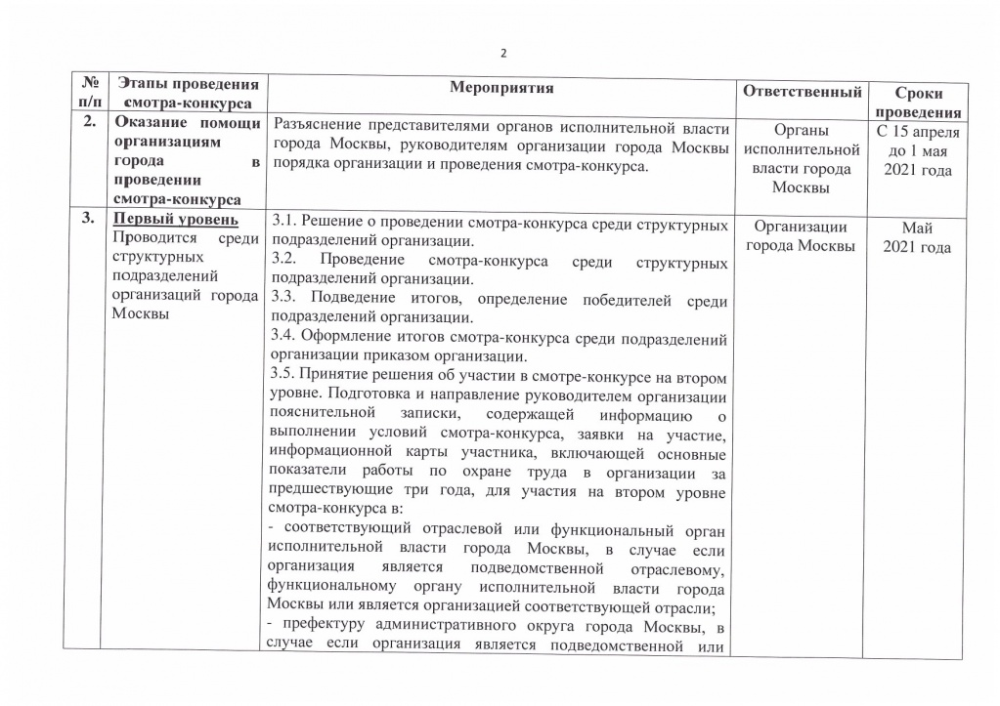 2
№
п/п
Этапы проведения
смотра-конкурса
Мероприятия
Ответственный
Сроки
проведения
2.
Оказание помощи
организациям
города в
проведении
смотра-конкурса
Разъяснение представителями органов исполнительной власти
города Москвы, руководителям организации города Москвы
порядка организации и проведения смотра-конкурса.
Органы
исполнительной
власти города
Москвы
С 15 апреля
до 1 мая
2021 года
3.
Первый уровень
Проводится среди
структурных
подразделений
организаций города
Москвы
3.1. Решение о проведении смотра-конкурса среди структурных
подразделений организации.
3.2. Проведение смотра-конкурса среди структурных
подразделений организации.
3.3. Подведение итогов, определение победителей среди
подразделений организации.
3.4. Оформление итогов смотра-конкурса среди подразделений
организации приказом организации.
3.5. Принятие решения об участии в смотре-конкурсе на втором
уровне. Подготовка и направление руководителем организации
пояснительной записки, содержащей информацию о
выполнении условий смотра-конкурса, заявки на участие,
информационной карты участника, включающей основные
показатели работы по охране труда в организации за
предшествующие три года, для участия на втором уровне
смотра-конкурса в:
- соответствующий отраслевой или функциональный орган
исполнительной власти города Москвы, в случае если
организация является подведомственной отраслевому,
функциональному органу исполнительной власти города
Москвы или является организацией соответствующей отрасли;
- префектуру административного округа города Москвы, в
случае если организация является подведомственной или
Организации
города Москвы
Май
2021 года